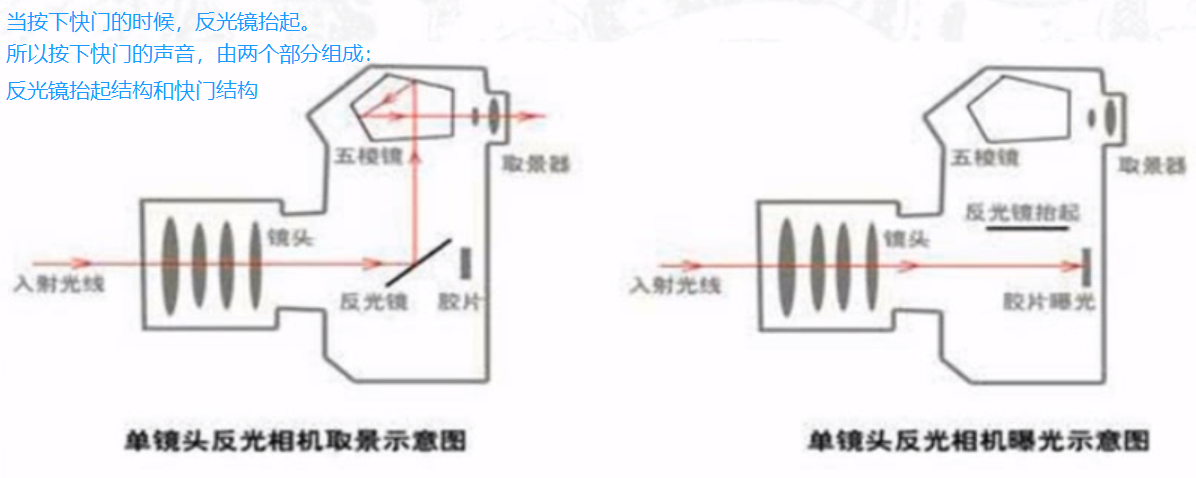 当按下快门的时候，反光镜抬起。
所以按下快门的声音，由两个部分组成：
反光镜抬起结构和快门结构
五棱镜
取景器
镜头
入射光线
反光镜
胶片
单镜头反光相机取景示意图
五棱镜
取景器
反光镜抬起
镜头
入射光线
胶片曝光
单镜头反光相机曝光示意图